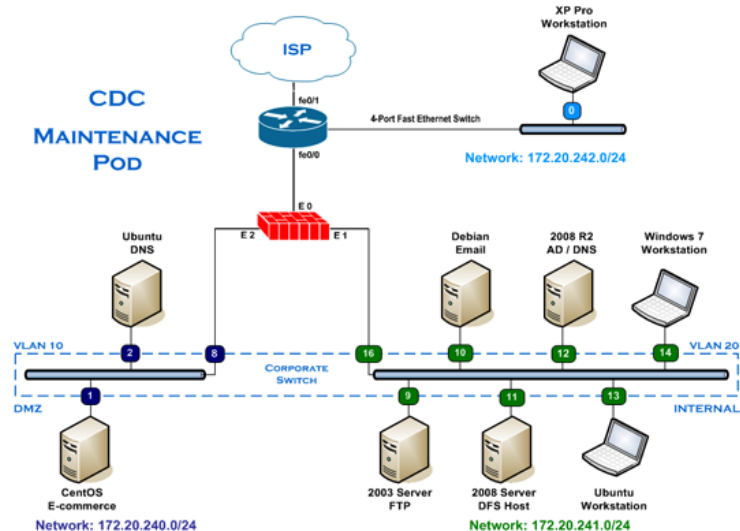 XP Pro
Workstation
ISP
CDC
Maintenance
Pod
fe0/1
4-Port Fast Ethernet Switch
0
fe0/0
Network: 172.20.242.0/24
E 0
E 2
E 1
Ubuntu
DNS
Debian
Email
2008 R2
AD / DNS
Windows 7
Workstation
VLAN 10
VLAN 20
2
8
16
10
12
14
Corporate
Switch
1
9
11
13
DMZ
Internal
CentOS
E-commerce
2003 Server
FTP
2008 Server
DFS Host
Ubuntu
Workstation
Network: 172.20.240.0/24
Network: 172.20.241.0/24